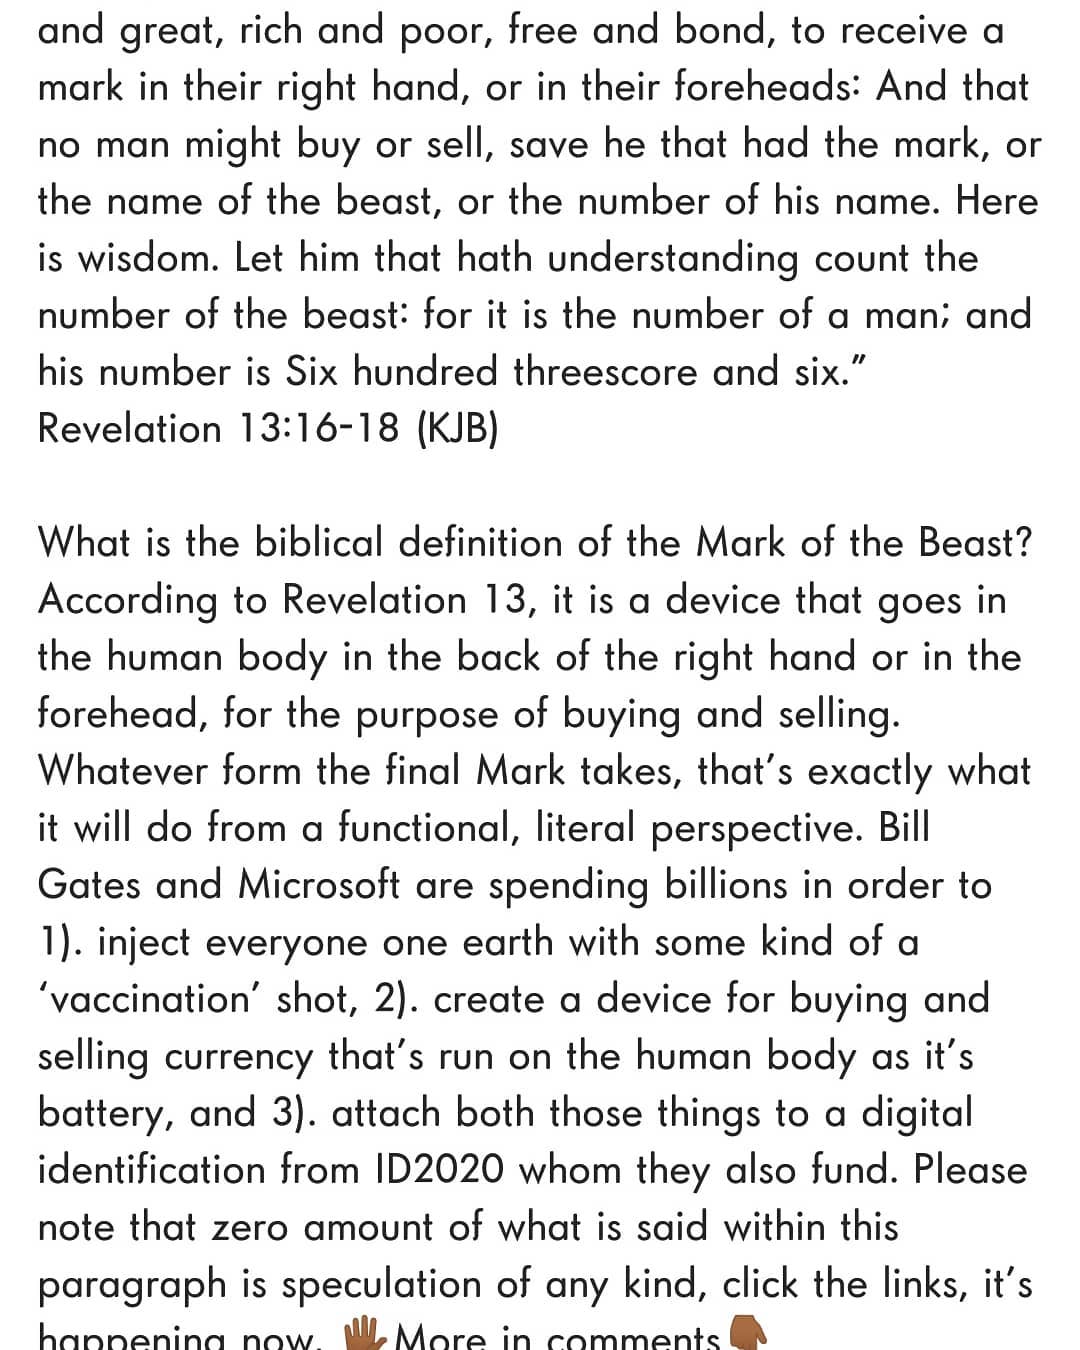 and great, rich and poor, free and bond, to receive a
mark in their right hand, or in their foreheads: And that
no man might buy or sell, save he that had the mark, or
the name of the beast, or the number of his name. Here
is wisdom. Let him that hath understanding count the
number of the beast: for it is the number of a man; and
his number is Six hundred threescore and six.”
Revelation 13:16-18 (KJB)
What is the biblical definition of the Mark of the Beast?
According to Revelation 13, it is a device that goes in
the human body in the back of the right hand or in the
forehead, for the purpose of buying and selling.
Whatever form the final Mark takes, that’s exactly what
it will do from a functional, literal perspective. Bill
Gates and Microsoft are spending billions in order to
1). inject everyone one earth with some kind of a
‘vaccination’ shot, 2). create a device for buying and
selling currency that’s run on the human body as it’s
battery, and 3). attach both those things to a digital
identification from ID2020 whom they also fund. Please
note that zero amount of what is said within this
paragraph is speculation of any kind, click the links, it’s
happening now. 🖐🏾More in comments👇🏾